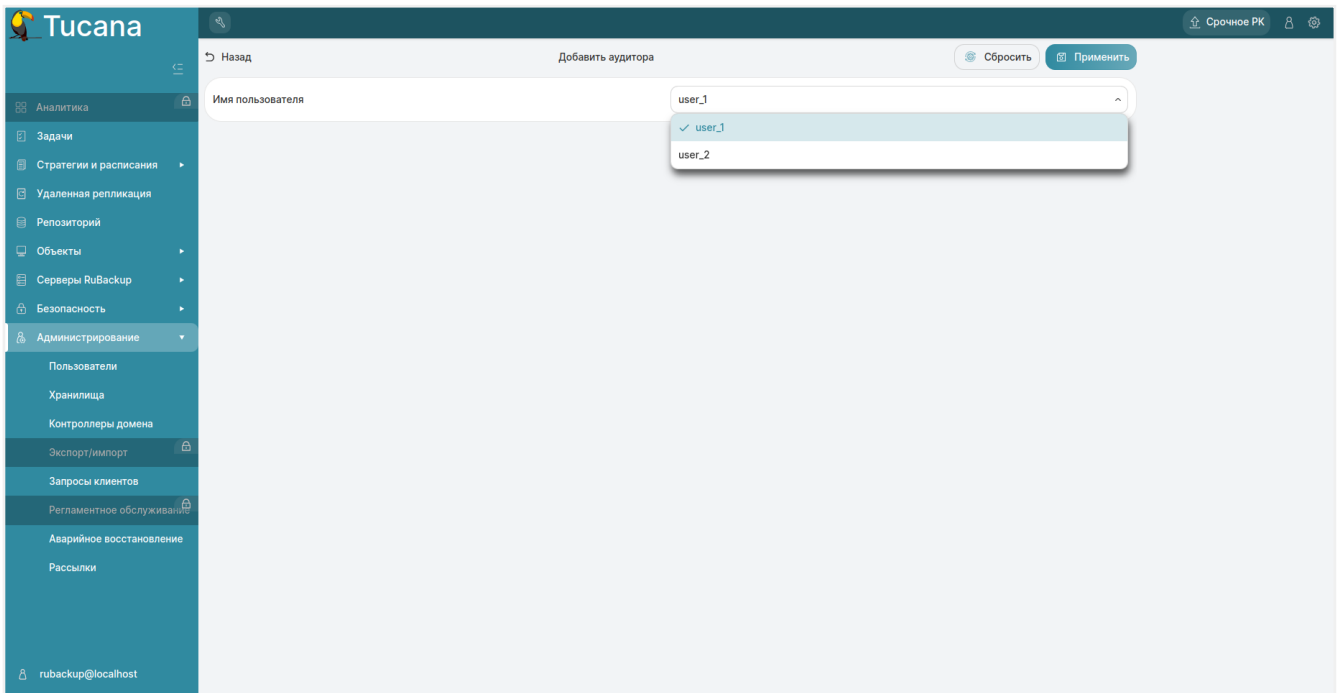 Tucana
Срочное РК
Назад
Добавить аудитора
Сбросить
Применить
Имя пользователя
user_1
user_1
user_2
Аналитика
Задачи
Стратегии и расписания
Удаленная репликация
Репозиторий
Объекты
Серверы RuBackup
Безопасность
Администрирование
Пользователи
Хранилища
Контроллеры домена
Экспорт/импорт
Запросы клиентов
Регламентное обслуживание
Аварийное восстановление
Рассылки
rubackup@localhost